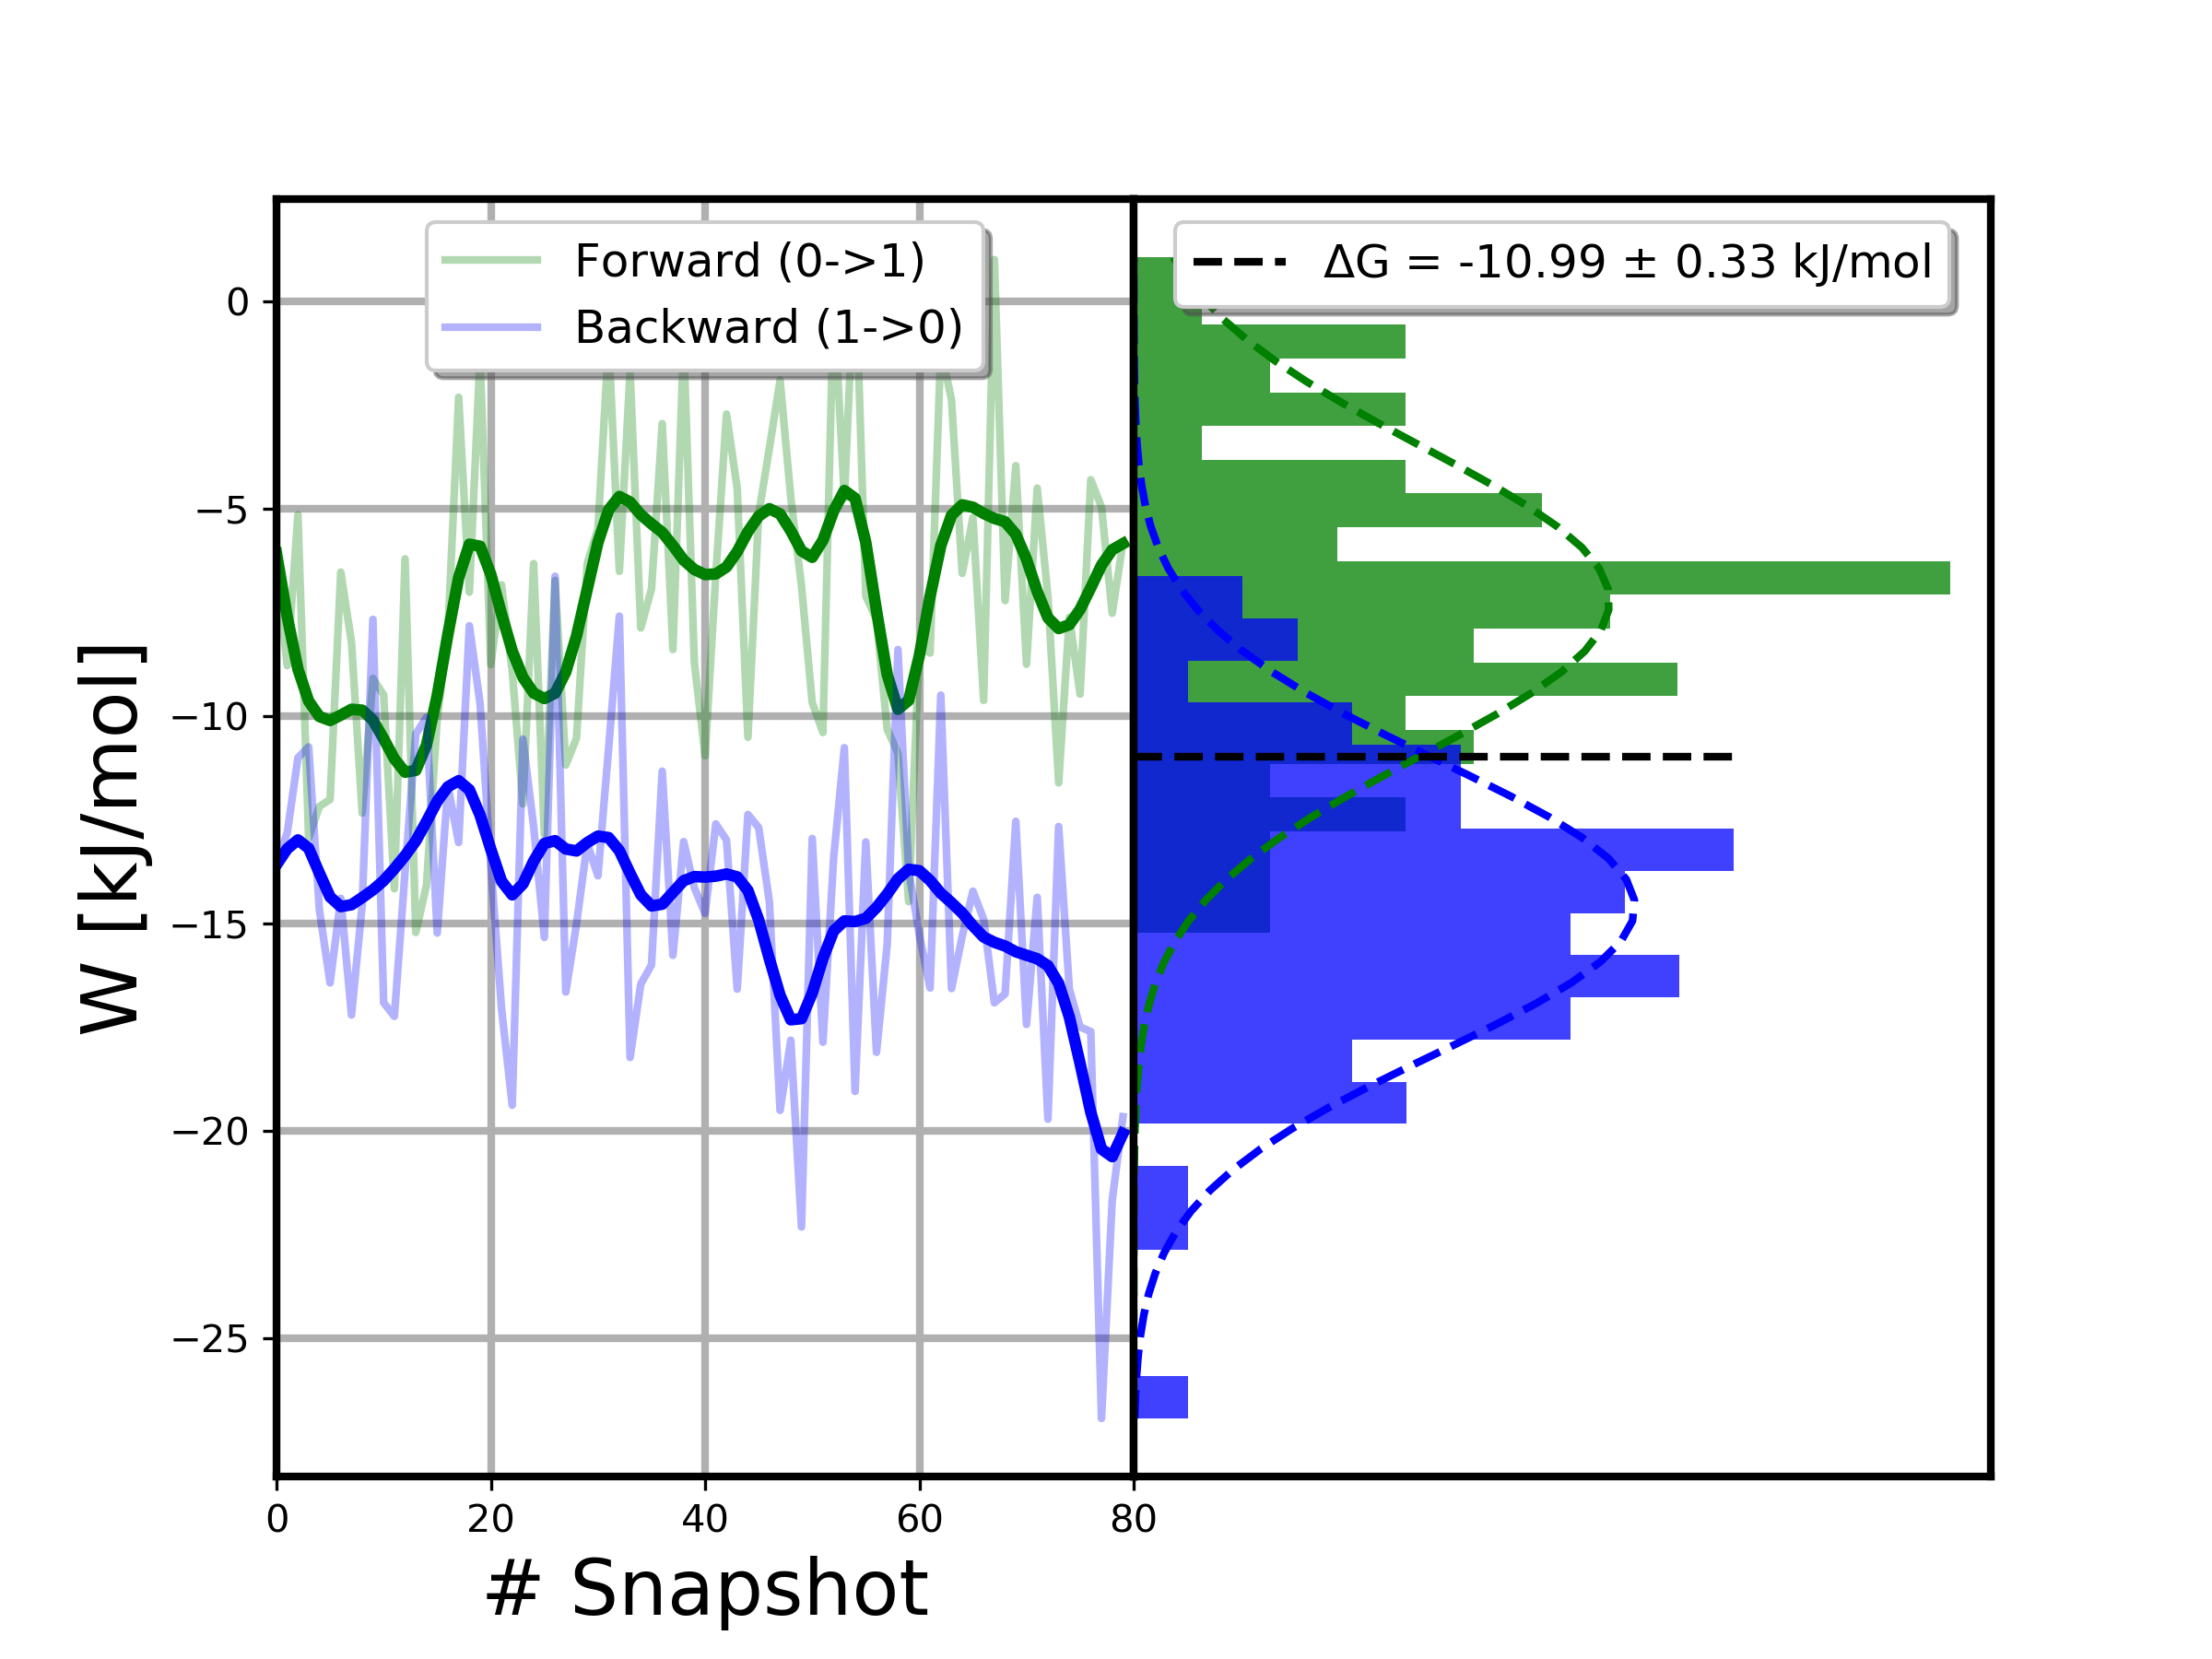 Forward (0->1)
Backward (1->0)
ΔG = -10.99 ± 0.33 kJ/mol
0
−5
−10
−15
−20
−25
W [kJ/mol]
0 20 40 60 80
# Snapshot